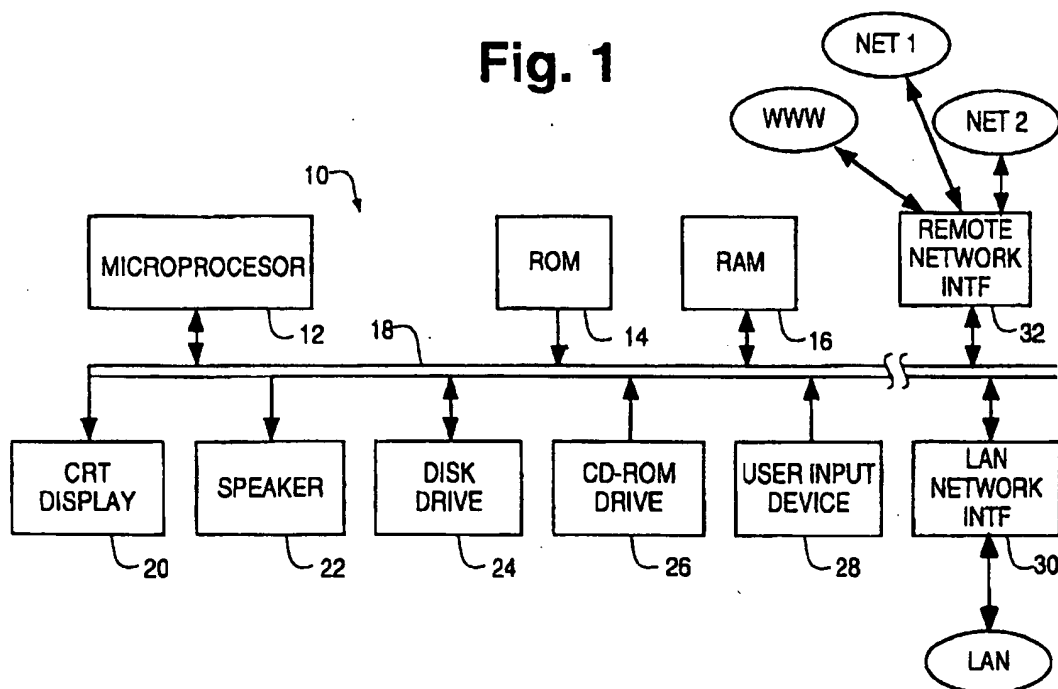 Fig. 1
NET 1
WWW
NET 2
10
MICROPROCESOR
ROM
RAM
REMOTE
NETWORK
INTF
12
18
14
16
32
CRT
DISPLAY
SPEAKER
DISK
DRIVE
CD-ROM
DRIVE
USER INPUT
DEVICE
LAN
NETWORK
INTF
20
22
24
26
28
30
LAN